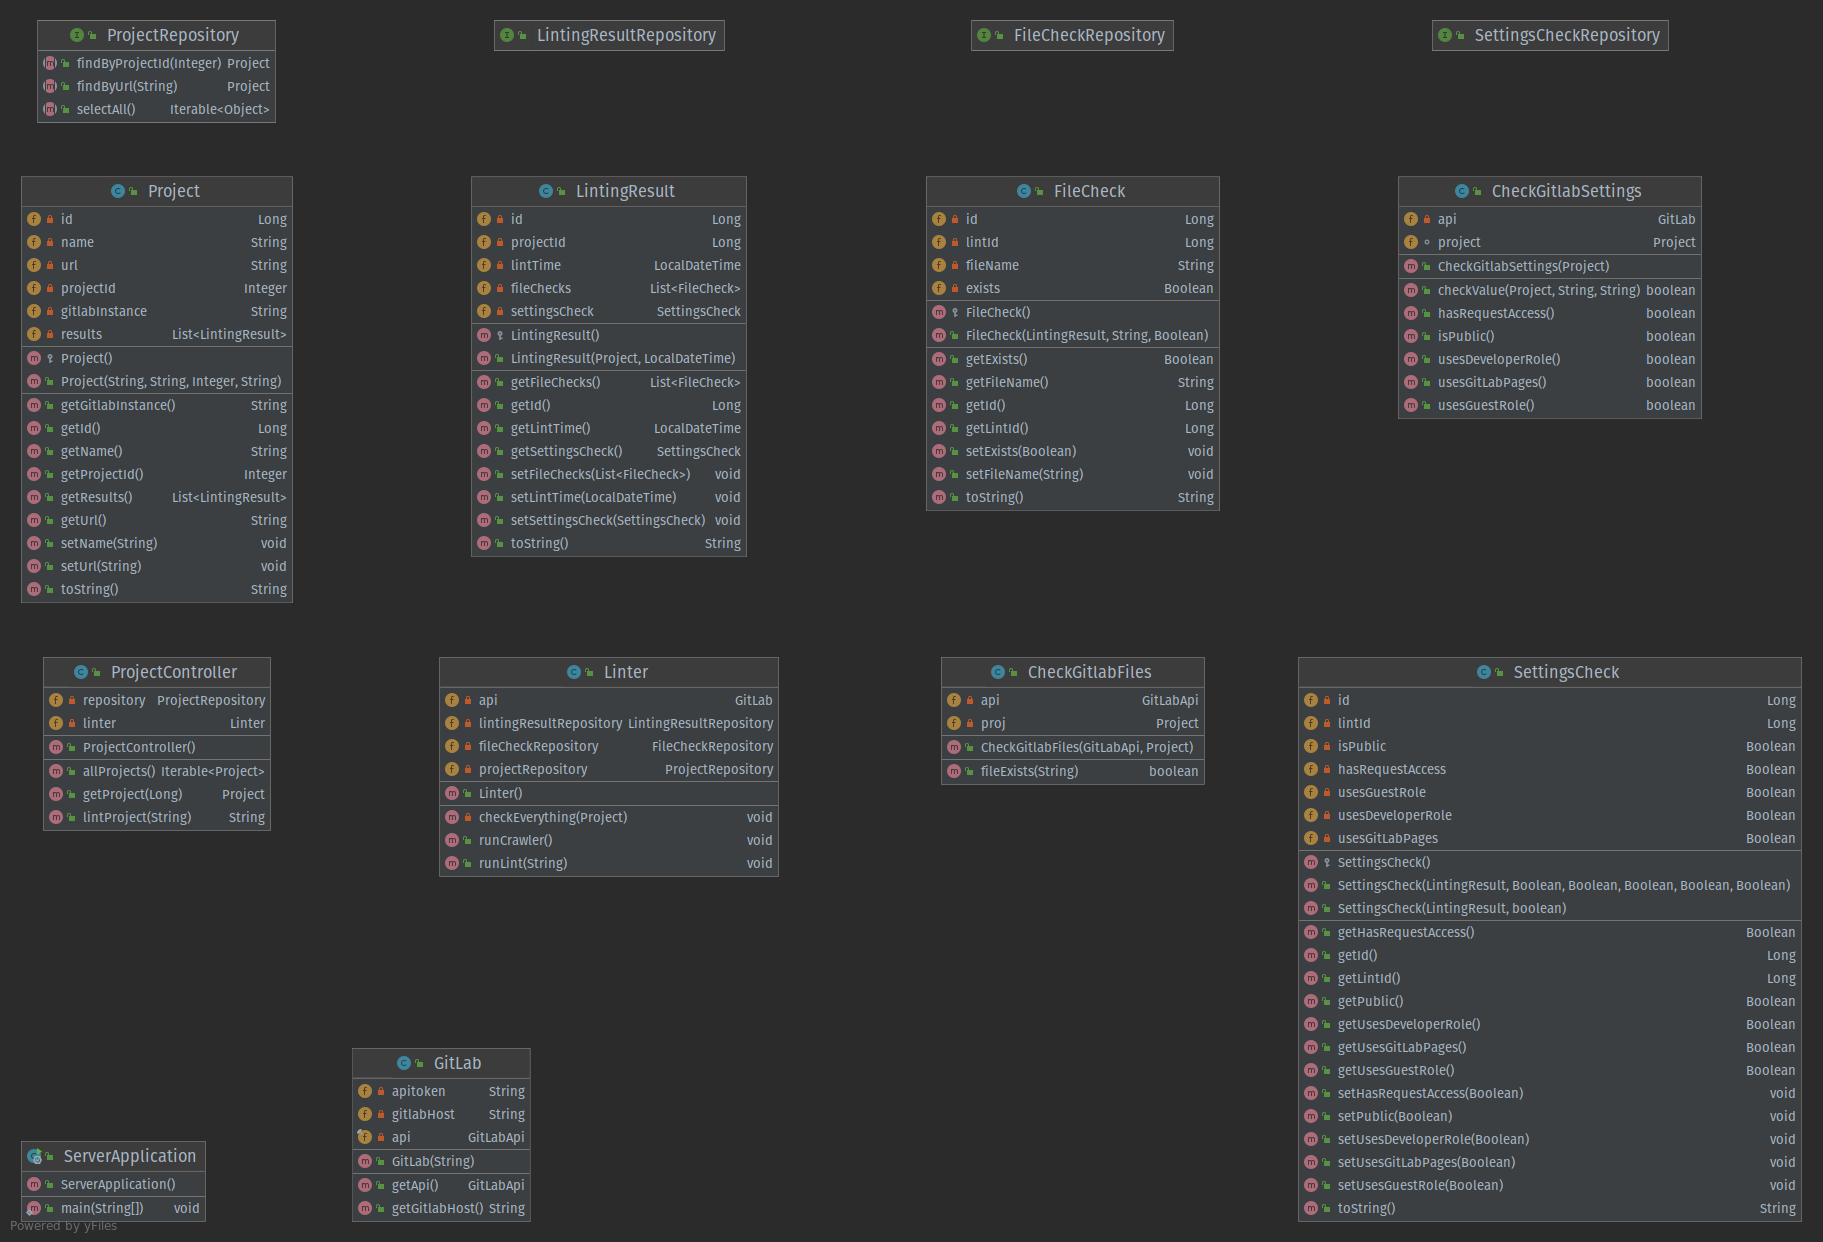 ProjectRepository
findByProjectId(Integer) Project
findByUrl(String) Project
selectAll() Iterable<Object>
LintingResultRepository
FileCheckRepository
SettingsCheckRepository
Project
id Long
name String
url String
projectId Integer
gitlabInstance String
results List<LintingResult>
Project()
Project(String, String, Integer, String)
getGitlabInstance() String
getId() Long
getName() String
getProjectId() Integer
getResults() List<LintingResult>
getUrl() String
setName(String) void
setUrl(String) void
toString() String
LintingResult
id Long
projectId Long
lintTime LocalDateTime
fileChecks List<FileCheck>
settingsCheck SettingsCheck
LintingResult()
LintingResult(Project, LocalDateTime)
getFileChecks() List<FileCheck>
getId() Long
getLintTime() LocalDateTime
getSettingsCheck() SettingsCheck
setFileChecks(List<FileCheck>) void
setLintTime(LocalDateTime) void
setSettingsCheck(SettingsCheck) void
toString() String
FileCheck
id Long
lintId Long
fileName String
exists Boolean
FileCheck()
FileCheck(LintingResult, String, Boolean)
getExists() Boolean
getFileName() String
getId() Long
getLintId() Long
setExists(Boolean) void
setFileName(String) void
toString() String
CheckGitlabSettings
api GitLab
project Project
CheckGitlabSettings(Project)
checkValue(Project, String, String) boolean
hasRequestAccess() boolean
isPublic() boolean
usesDeveloperRole() boolean
usesGitLabPages() boolean
usesGuestRole() boolean
ProjectController
repository ProjectRepository
linter Linter
ProjectController()
allProjects() Iterable<Project>
getProject(Long) Project
lintProject(String) String
Linter
api GitLab
lintingResultRepository LintingResultRepository
fileCheckRepository FileCheckRepository
projectRepository ProjectRepository
Linter()
checkEverything(Project) void
runCrawler() void
runLint(String) void
CheckGitlabFiles
api GitLabApi
proj Project
CheckGitlabFiles(GitLabApi, Project)
fileExists(String) boolean
SettingsCheck
id Long
lintId Long
isPublic Boolean
hasRequestAccess Boolean
usesGuestRole Boolean
usesDeveloperRole Boolean
usesGitLabPages Boolean
SettingsCheck()
SettingsCheck(LintingResult, Boolean, Boolean, Boolean, Boolean, Boolean)
SettingsCheck(LintingResult, boolean)
getHasRequestAccess() Boolean
getId() Long
getLintId() Long
getPublic() Boolean
getUsesDeveloperRole() Boolean
getUsesGitLabPages() Boolean
getUsesGuestRole() Boolean
setHasRequestAccess(Boolean) void
setPublic(Boolean) void
setUsesDeveloperRole(Boolean) void
setUsesGitLabPages(Boolean) void
setUsesGuestRole(Boolean) void
toString() String
ServerApplication
ServerApplication()
main(String[]) void
GitLab
apitoken String
gitlabHost String
api GitLabApi
GitLab(String)
getApi() GitLabApi
getGitlabHost() String
Powered by yFiles